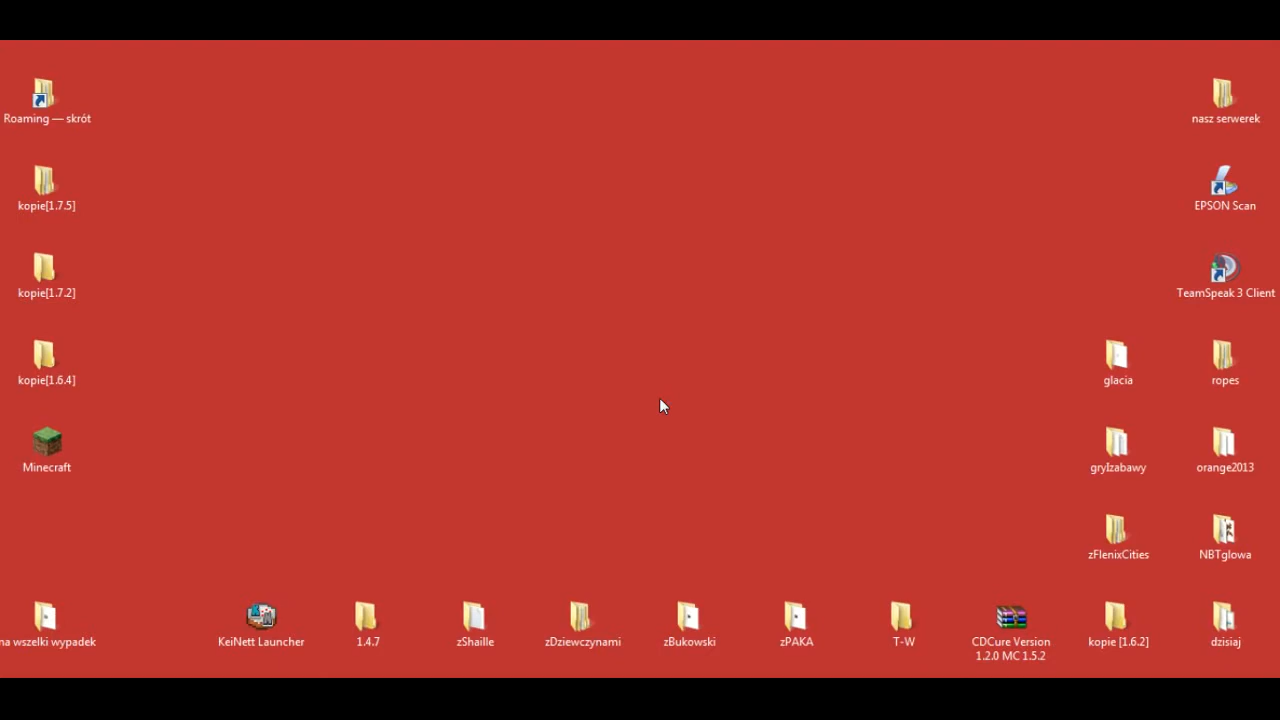 Roaming — skrót
nasz serwerek
kopie[1.7.5]
EPSON Scan
kopie[1.7.2]
TeamSpeak 3 Client
kopie[1.6.4]
glacia
ropes
Minecraft
gryIzabawy
orange2013
zFlenixCities
NBTglowa
na wszelki wypadek
KeiNett Launcher
1.4.7
zShaille
zDziewczynami
zBukowski
zPAKA
T-W
CDCure Version
1.2.0 MC 1.5.2
kopie [1.6.2]
dzisiaj